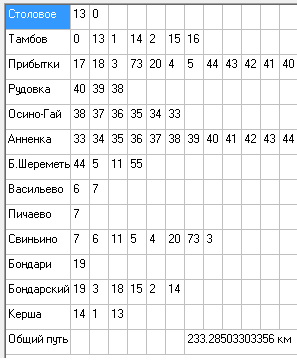 Столовое 13 0
Тамбов 0 13 1 14 2 15 16
Прибытки 17 18 3 73 20 4 5 44 43 42 41 40
Рудовка 40 39 38
Осино-Гай 38 37 36 35 34 33
Анненка 33 34 35 36 37 38 39 40 41 42 43 44
Б.Шереметь 44 5 11 55
Васильево 6 7
Пичаево 7
Свиньино 7 6 11 5 4 20 73 3
Бондари 19
Бондарский 19 3 18 15 2 14
Керша 14 1 13
Общий путь 233.28503303356 км